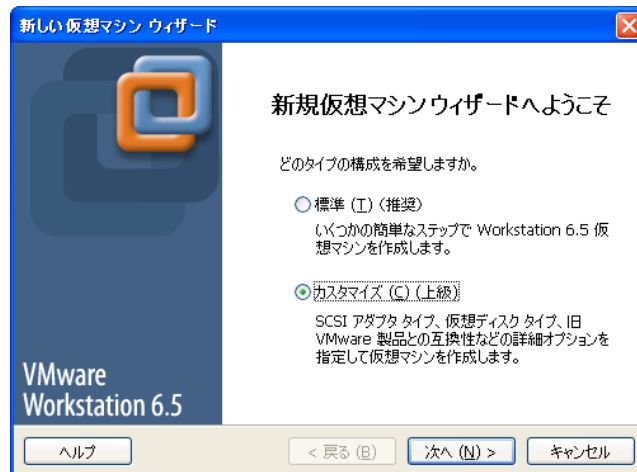 新しい仮想マシン ウィザード
新規仮想マシンウィザードへようこそ
どのタイプの構成を希望しますか。
標準 (T) (推奨)
いくつかの簡単なステップで Workstation 6.5 仮
想マシンを作成します。
カスタマイズ (C) (上級)
SCSI アダプタ タイプ、仮想ディスク タイプ、旧
VMware 製品との互換性などの詳細オプションを
指定して仮想マシンを作成します。
VMware
Workstation 6.5
ヘルプ
< 戻る (B)
次へ (N) >
キャンセル